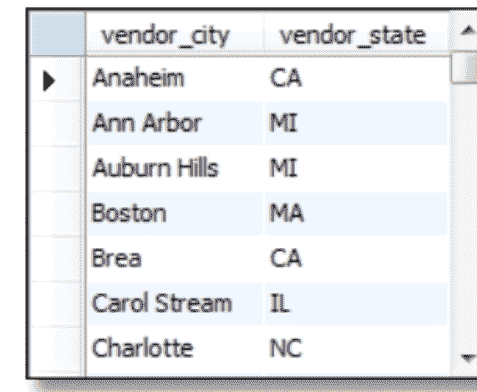 vendor_city vendor_state
Anaheim CA
Ann Arbor MI
Auburn Hills MI
Boston MA
Brea CA
Carol Stream IL
Charlotte NC